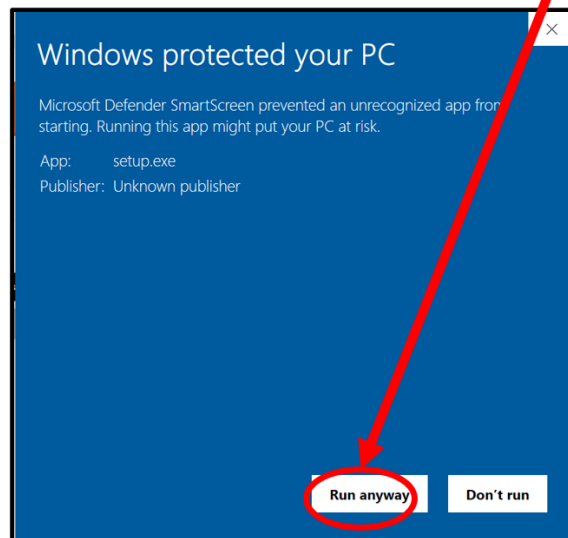 Windows protected your PC
Microsoft Defender SmartScreen prevented an unrecognized app from
starting. Running this app might put your PC at risk.
App: setup.exe
Publisher: Unknown publisher
Run anyway Don't run